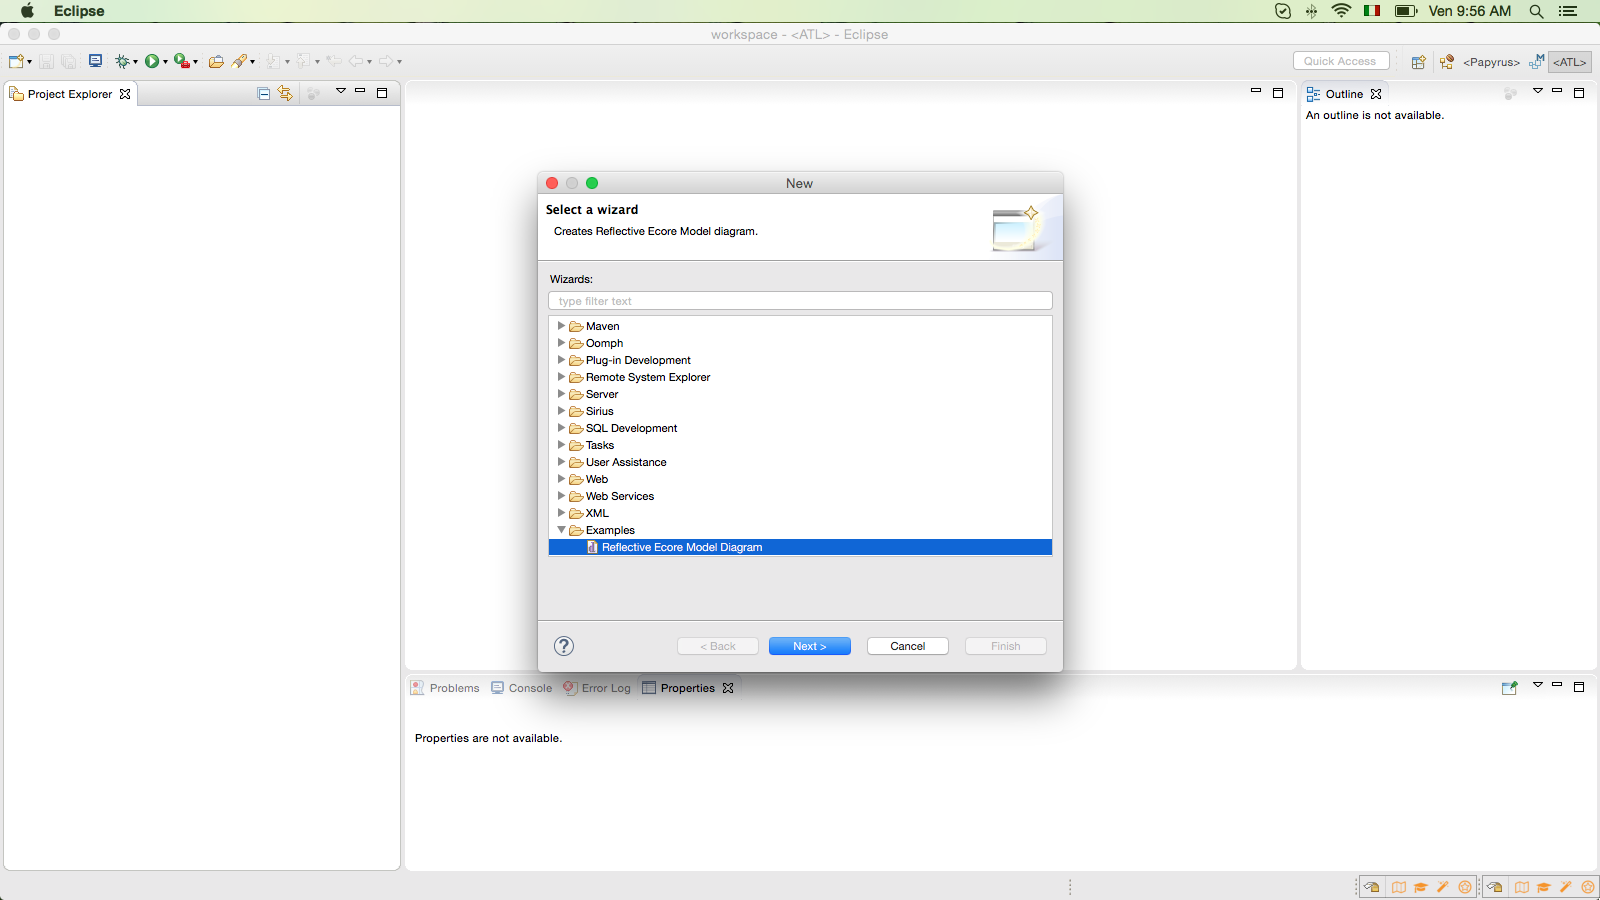 Eclipse
Ven 9:56 AM
workspace - <ATL> - Eclipse
Quick Access
<Papyrus>
<ATL>
Project Explorer
Outline
An outline is not available.
New
Select a wizard
Creates Reflective Ecore Model diagram.
Wizards:
type filter text
Maven
Oomph
Plug-in Development
Remote System Explorer
Server
Sirius
SQL Development
Tasks
User Assistance
Web
Web Services
XML
Examples
Reflective Ecore Model Diagram
?
< Back
Next >
Cancel
Finish
Problems
Console
Error Log
Properties
Properties are not available.